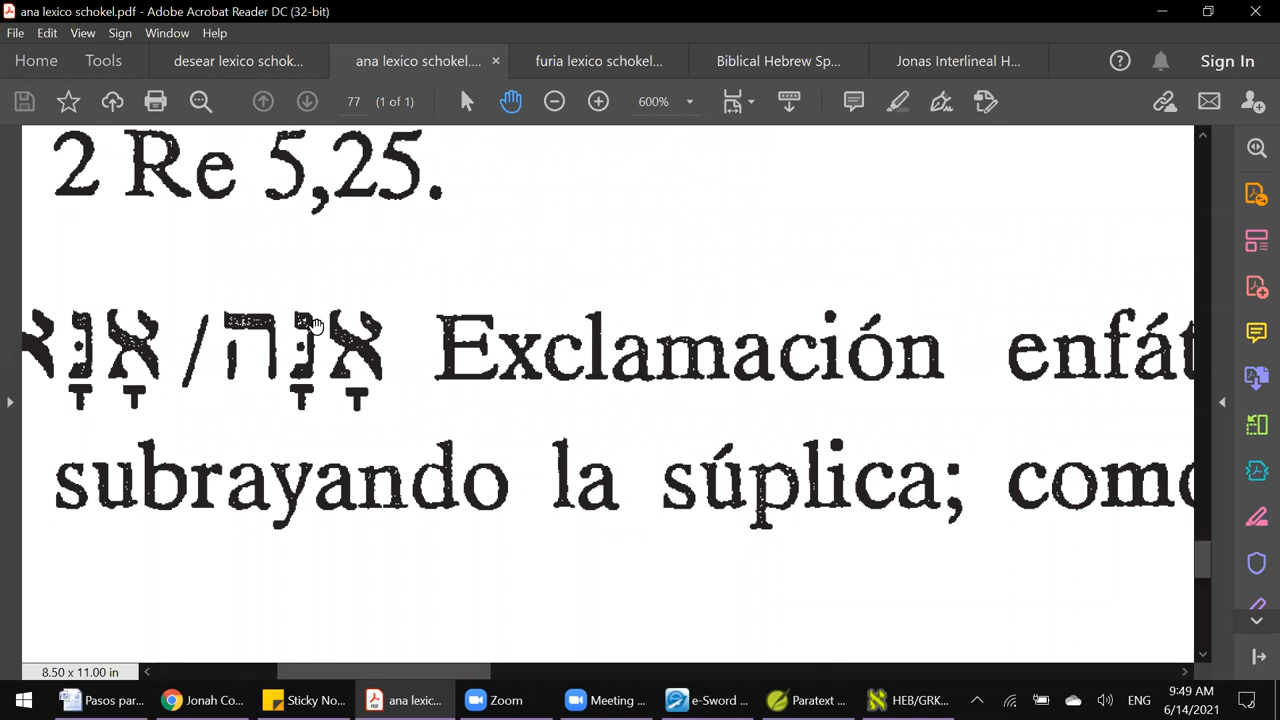 ana lexico schokel.pdf - Adobe Acrobat Reader DC (32-bit)
File Edit View Sign Window Help
Home Tools desear lexico schok... ana lexico schokel.... × furia lexico schokel... Biblical Hebrew Sp... Jonas Interlineal H... Sign In
77 (1 of 1) 600%
2 Re 5,25.
אָנָּה/אָנָּא Exclamación enfát
subrayando la súplica; como
8.50 x 11.00 in
Pasos par... Jonah Co... Sticky No... ana lexic... Zoom Meeting ... e-Sword ... Paratext ... HEB/GRK... ENG 9:49 AM
6/14/2021